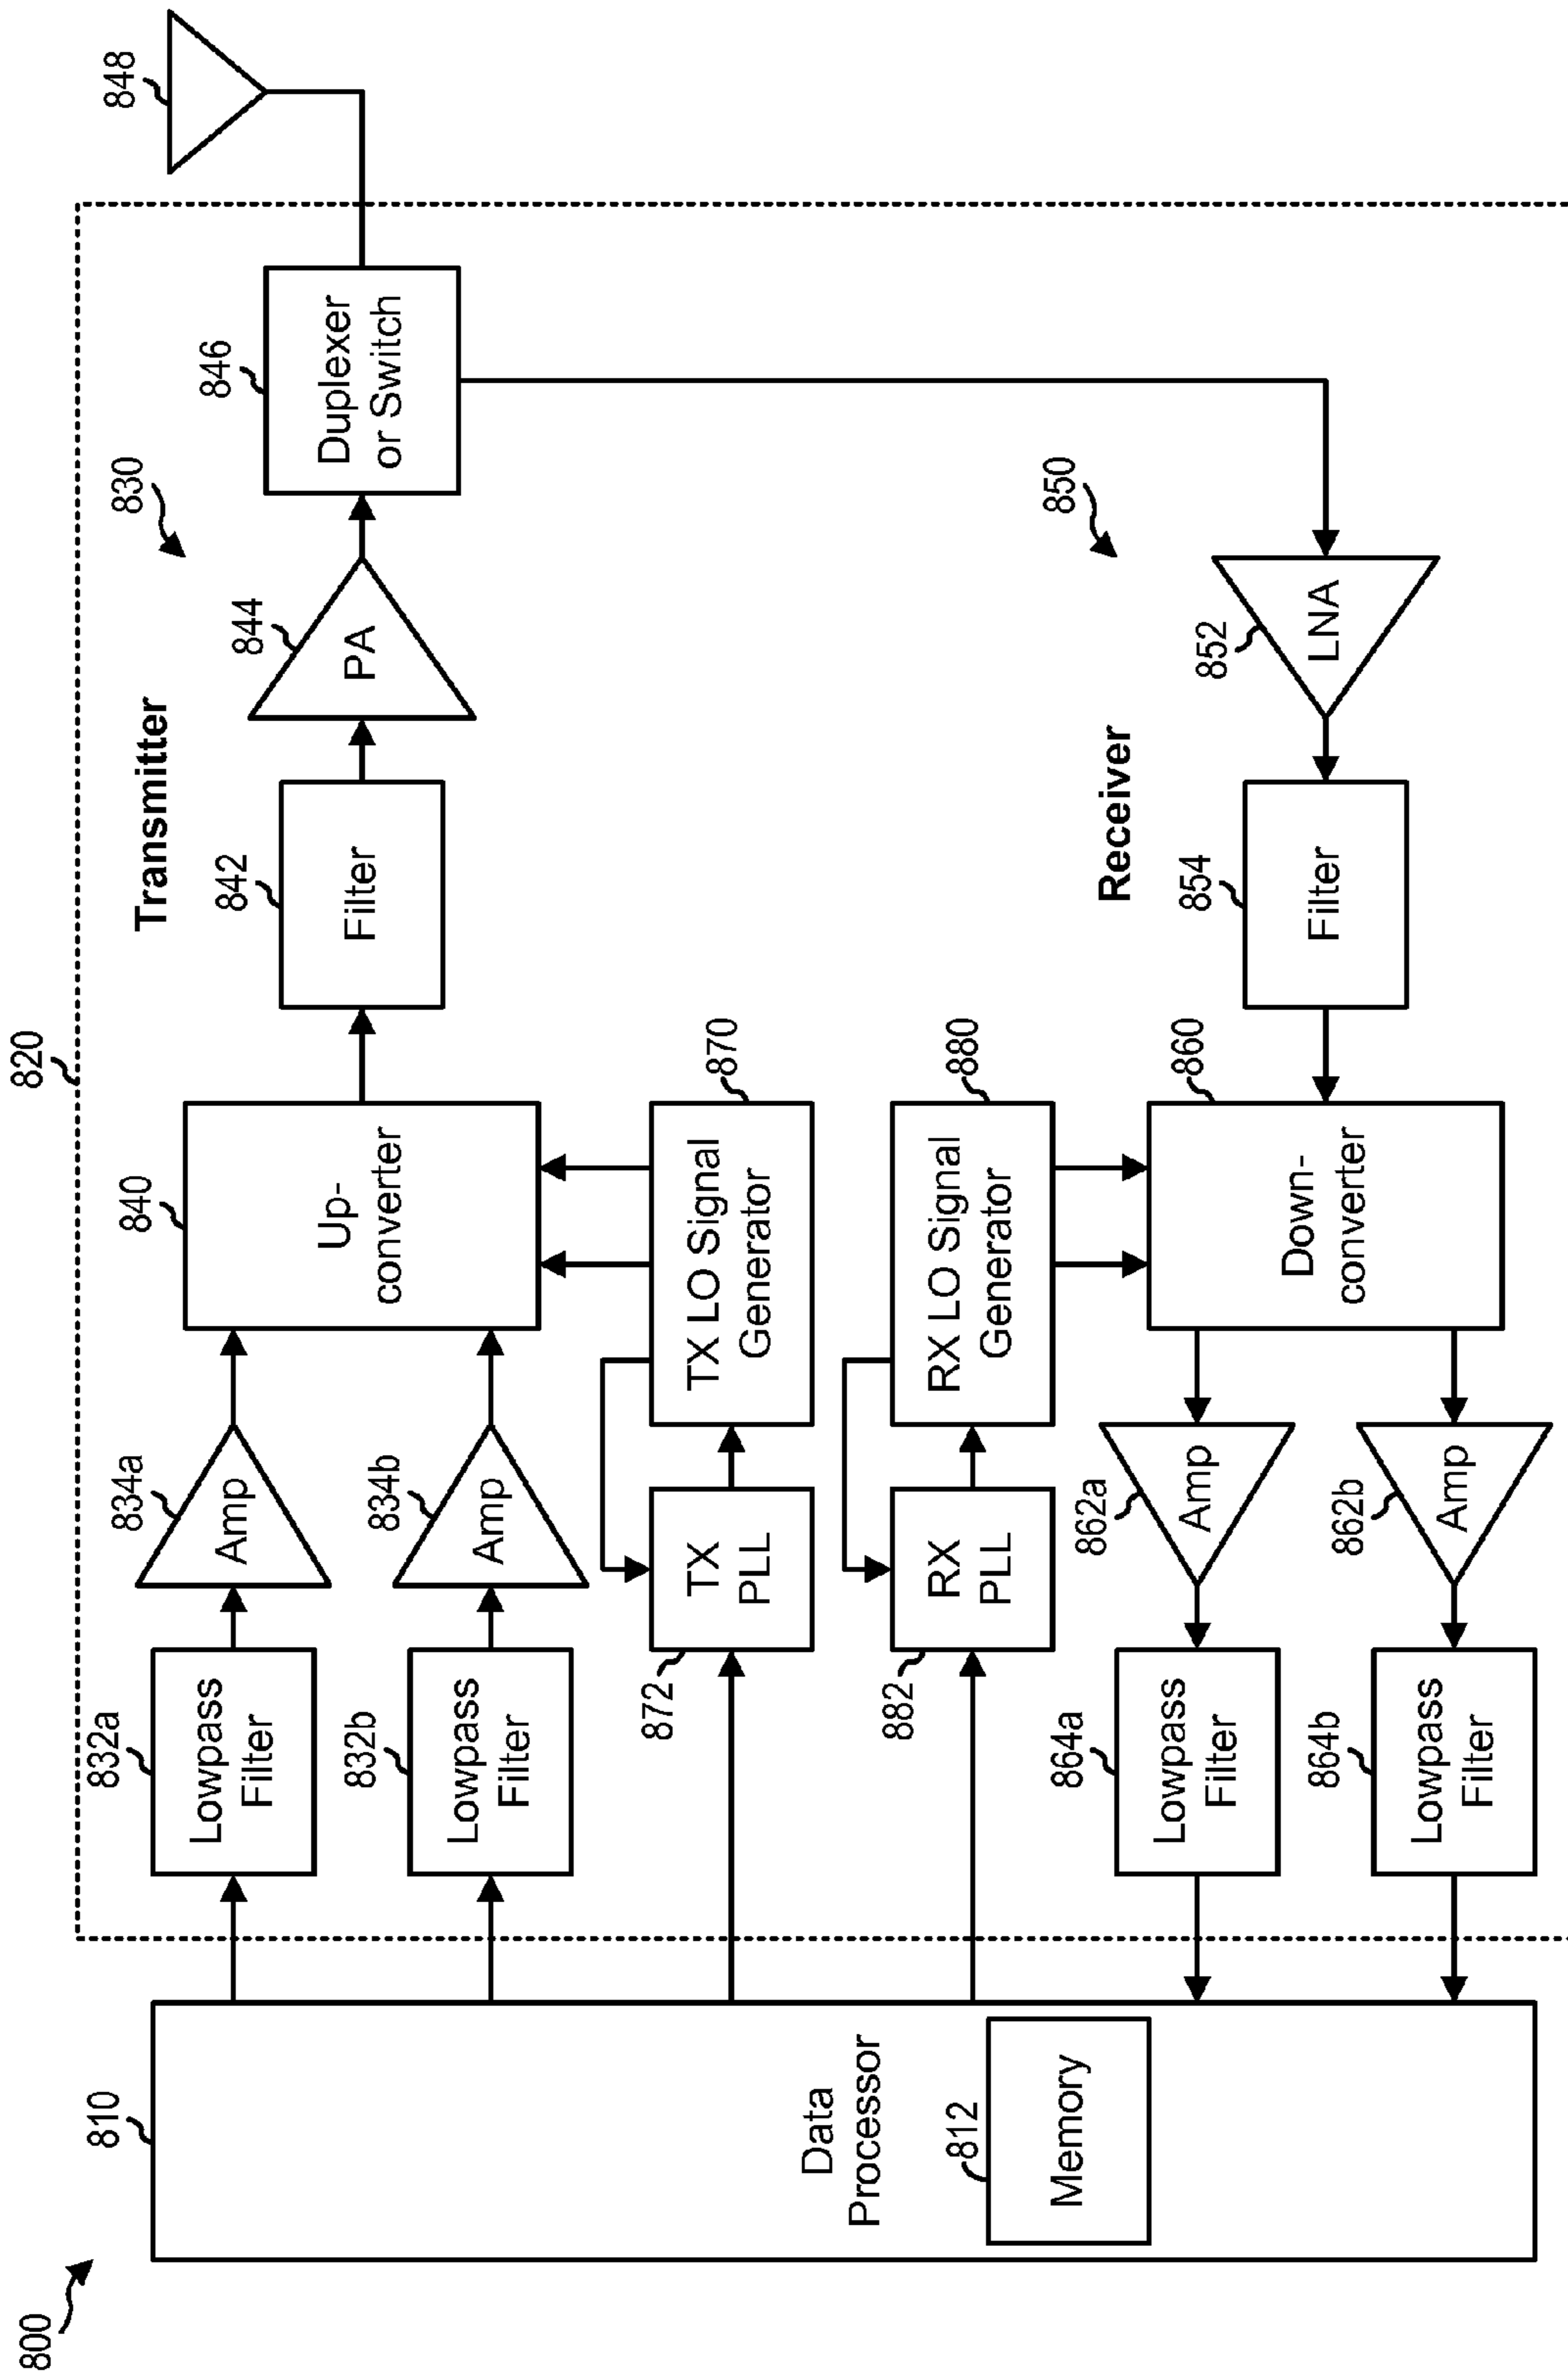 800
810
Data
Processor
812
Memory
820
832a
Lowpass
Filter
834a
Amp
832b
Lowpass
Filter
834b
Amp
840
Up-
converter
Transmitter
842
Filter
844
PA
830
846
Duplexer
or Switch
848
872
TX
PLL
TX LO Signal
Generator
870
882
RX
PLL
RX LO Signal
Generator
880
864a
Lowpass
Filter
862a
Amp
864b
Lowpass
Filter
862b
Amp
860
Down-
converter
Receiver
854
Filter
852
LNA
850